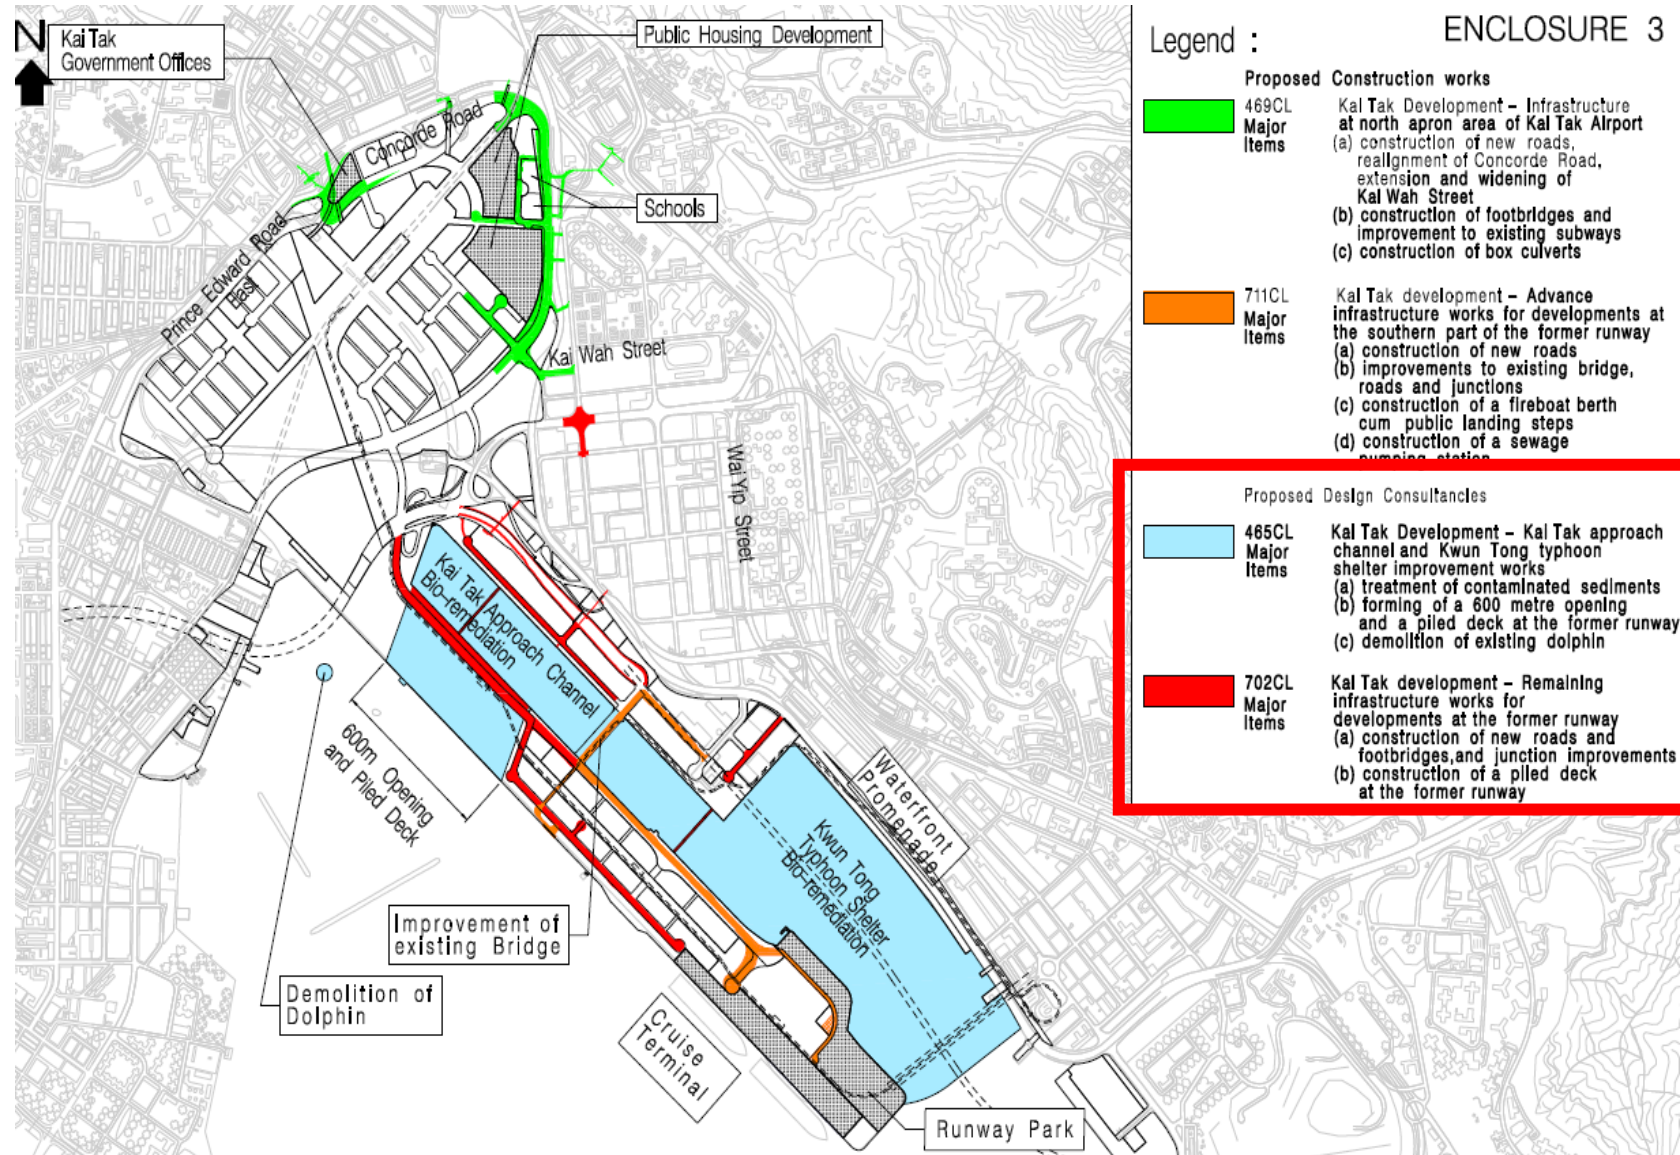 N
Kai Tak
Government Offices
Public Housing Development
Concorde Road
Schools
Prince Edward Road
East
Kai Wah Street
Wai Yip Street
Kai Tak Approach Channel
Bio-remediation
600m Opening
and Piled Deck
Waterfront
Promenade
Kwun Tong
Typhoon Shelter
Bio-remediation
Improvement of
existing Bridge
Demolition of
Dolphin
Cruise
Terminal
Runway Park
ENCLOSURE 3
Legend :
Proposed Construction works
469CL
Major
Items
Kai Tak Development - Infrastructure
at north apron area of Kai Tak Airport
(a) construction of new roads,
realignment of Concorde Road,
extension and widening of
Kai Wah Street
(b) construction of footbridges and
improvement to existing subways
(c) construction of box culverts
711CL
Major
Items
Kai Tak development - Advance
infrastructure works for developments at
the southern part of the former runway
(a) construction of new roads
(b) improvements to existing bridge,
roads and junctions
(c) construction of a fireboat berth
cum public landing steps
(d) construction of a sewage
pumping station
Proposed Design Consultancies
465CL
Major
Items
Kai Tak Development - Kai Tak approach
channel and Kwun Tong typhoon
shelter improvement works
(a) treatment of contaminated sediments
(b) forming of a 600 metre opening
and a piled deck at the former runway
(c) demolition of existing dolphin
702CL
Major
Items
Kai Tak development - Remaining
infrastructure works for
developments at the former runway
(a) construction of new roads and
footbridges,and junction improvements
(b) construction of a piled deck
at the former runway